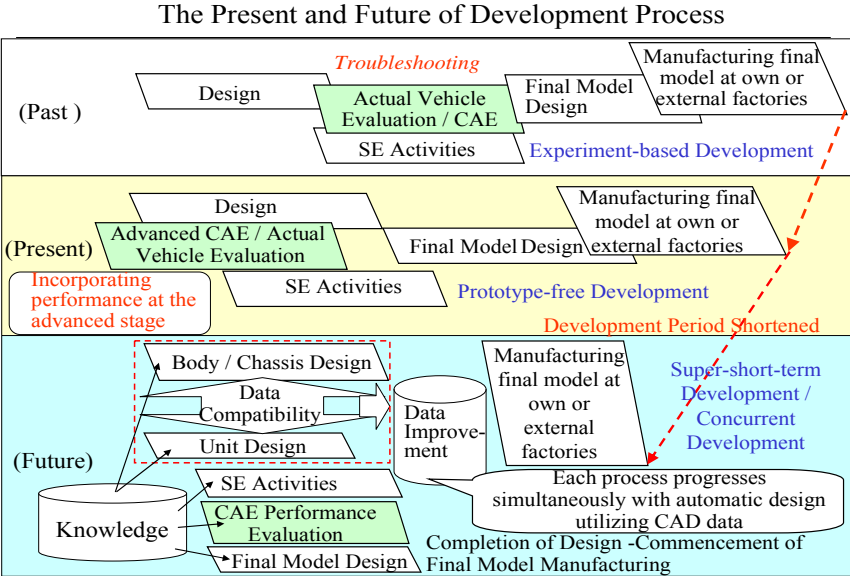 The Present and Future of Development Process
Troubleshooting
Manufacturing final
model at own or
external factories
(Past )
Design
Actual Vehicle
Evaluation / CAE
Final Model
Design
SE Activities
Experiment-based Development
Design
Manufacturing final
model at own or
external factories
(Present)
Advanced CAE / Actual
Vehicle Evaluation
Final Model Design
Incorporating
performance at the
advanced stage
SE Activities
Prototype-free Development
Development Period Shortened
Body / Chassis Design
Data
Compatibility
Unit Design
Data
Improve-
ment
Manufacturing
final model at
own or
external
factories
Super-short-term
Development /
Concurrent
Development
(Future)
SE Activities
Each process progresses
simultaneously with automatic design
utilizing CAD data
Knowledge
CAE Performance
Evaluation
Final Model Design
Completion of Design -Commencement of
Final Model Manufacturing